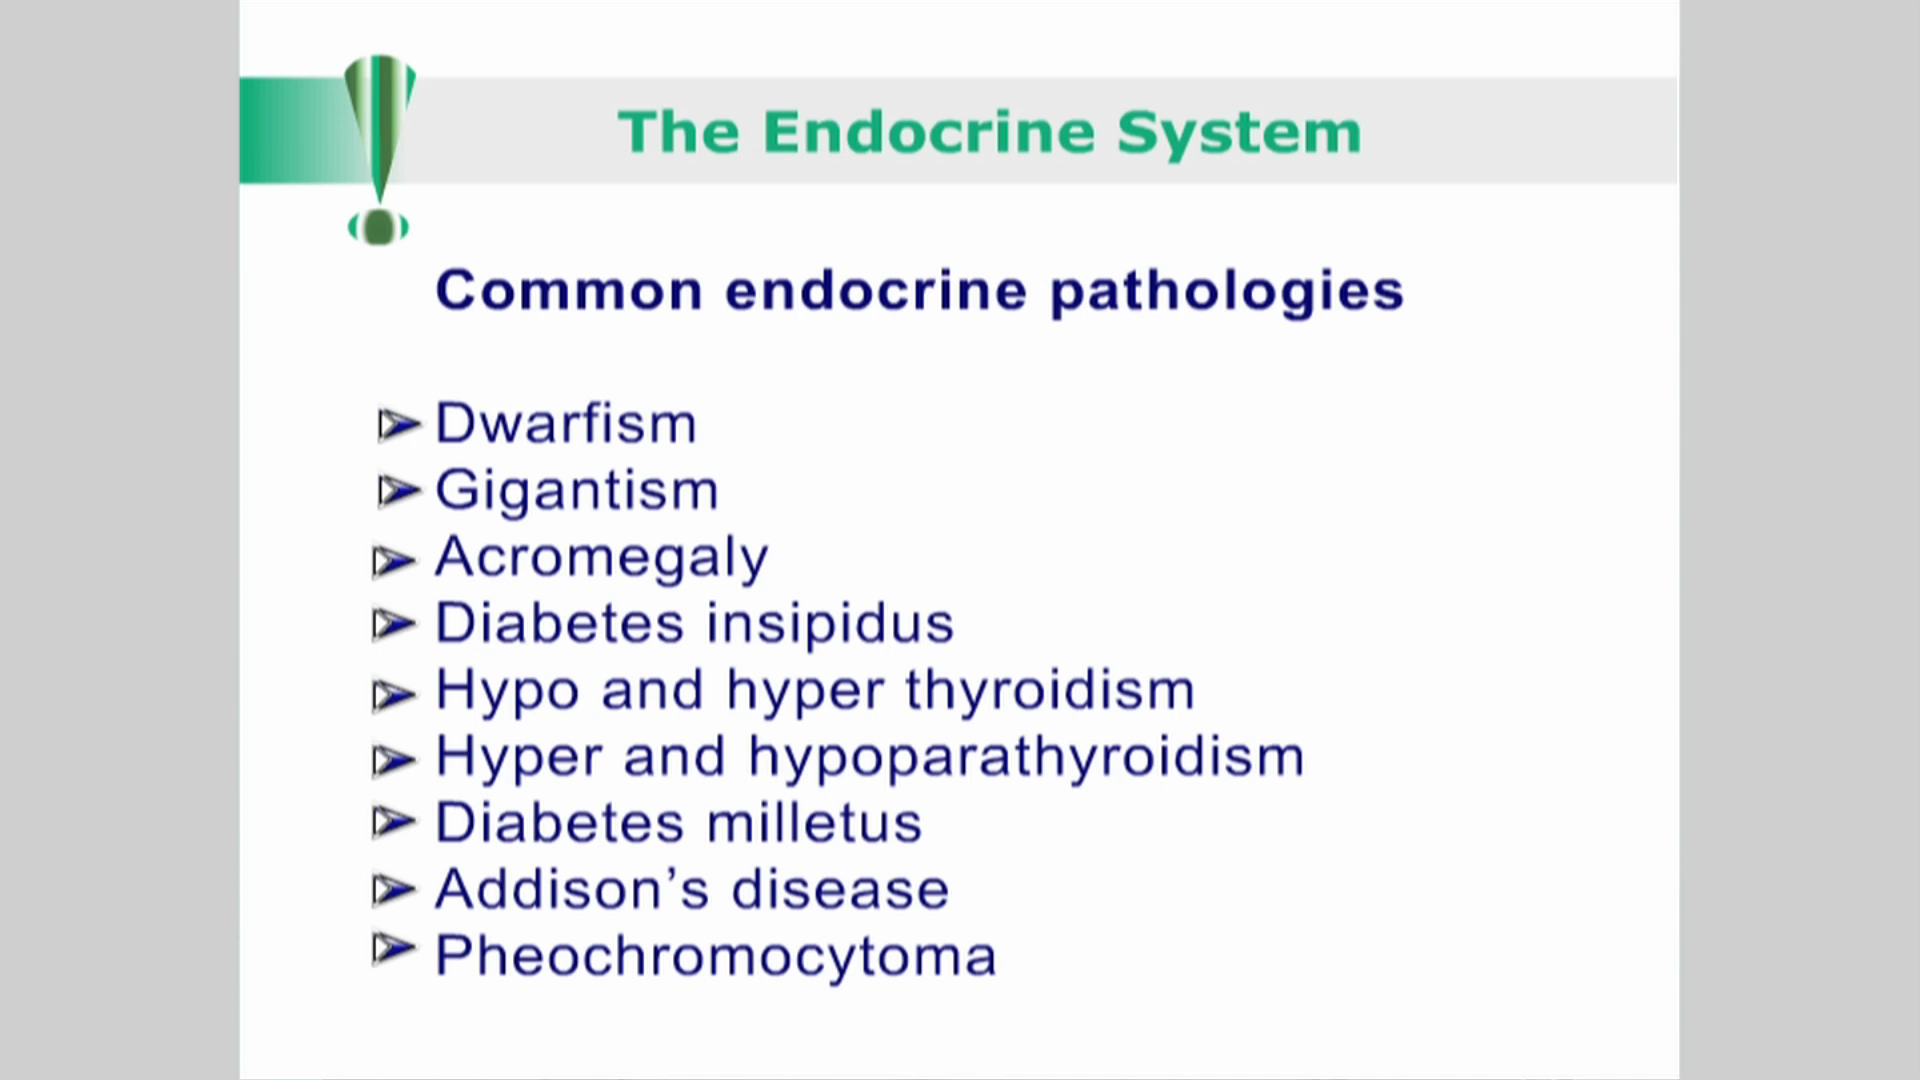 The Endocrine System
Common endocrine pathologies
Dwarfism
Gigantism
Acromegaly
Diabetes insipidus
Hypo and hyper thyroidism
Hyper and hypoparathyroidism
Diabetes milletus
Addison’s disease
Pheochromocytoma